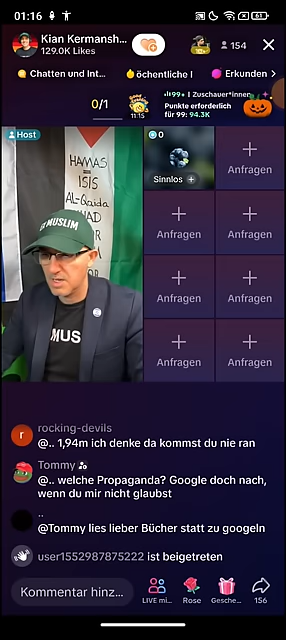 01:16
61
Kian Kermansh...
129.0K Likes
154
Chatten und Int...
öchentliche l
Erkunden
0/1
11:15
99+ | Zuschauer*innen
Punkte erforderlich
für 99: 94.3K
Host
0
Sinnlos +
Anfragen
Anfragen
Anfragen
Anfragen
Anfragen
Anfragen
Anfragen
HAMAS
=
ISIS
Al-Qaida
MUSLIM
MUS
rocking-devils
@.. 1,94m ich denke da kommst du nie ran
Tommy
@.. welche Propaganda? Google doch nach,
wenn du mir nicht glaubst
..
@Tommy lies lieber Bücher statt zu googeln
user1552987875222 ist beigetreten
Kommentar hinz...
LIVE mi...
Rose
Gesche...
156